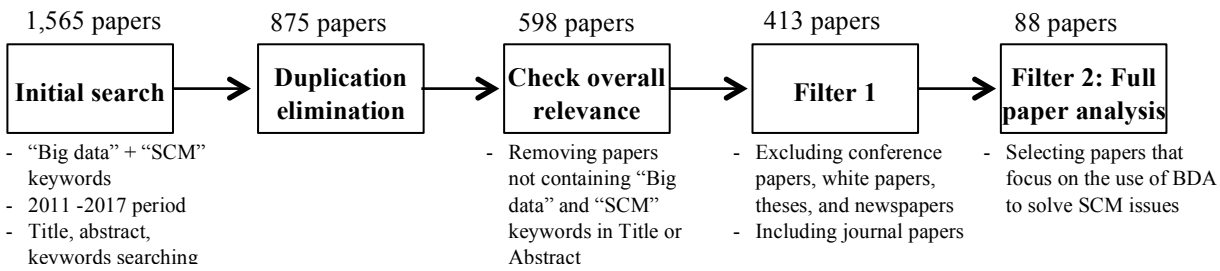 1,565 papers
875 papers
598 papers
413 papers
88 papers
Initial search
Duplication
elimination
Check overall
relevance
Filter 1
Filter 2: Full
paper analysis
- “Big data” + “SCM”
keywords
- 2011 -2017 period
- Title, abstract,
keywords searching
- Removing papers
not containing “Big
data” and “SCM”
keywords in Title or
Abstract
- Excluding conference
papers, white papers,
theses, and newspapers
- Including journal papers
- Selecting papers that
focus on the use of BDA
to solve SCM issues